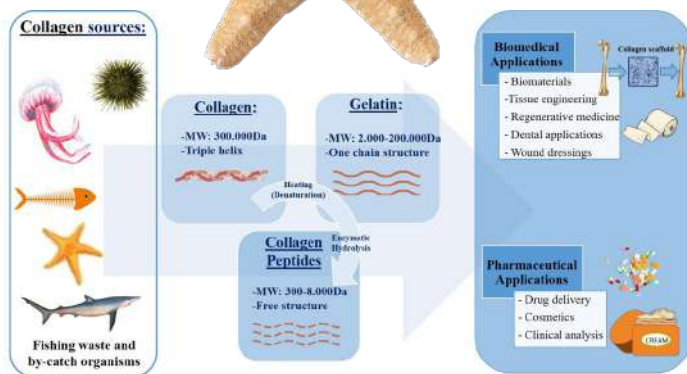 Collagen sources:
Fishing waste and
by-catch organisms
Collagen:
-MW: 300.000Da
-Triple helix
Gelatin:
-MW: 2.000-200.000Da
-One chain structure
Heating
(Denaturation)
Enzymatic
Hydrolysis
Collagen
Peptides
-MW: 300-8.000Da
-Free structure
Biomedical
Applications
- Biomaterials
-Tissue engineering
- Regenerative medicine
- Dental applications
- Wound dressings
Collagen scaffold
Pharmaceutical
Applications
- Drug delivery
- Cosmetics
- Clinical analysis
CREAM